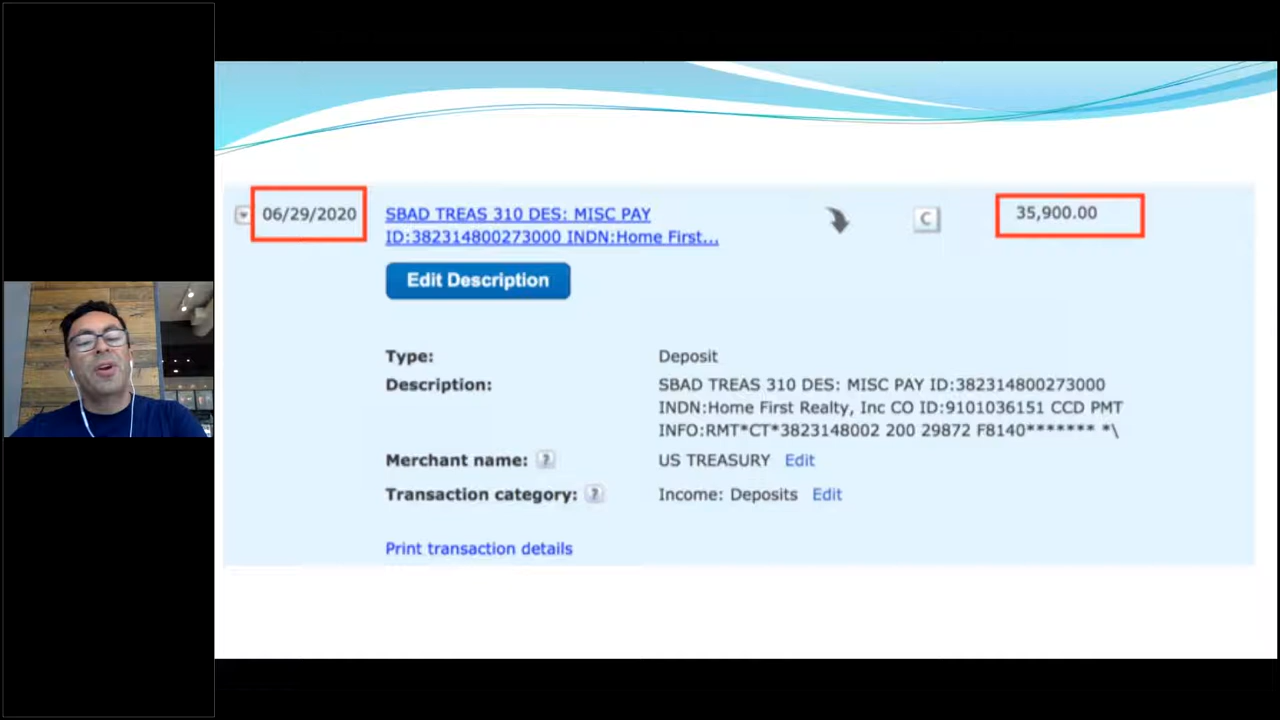 06/29/2020
SBAD TREAS 310 DES: MISC PAY
ID:382314800273000 INDN:Home First...
C
35,900.00
Edit Description
Type:
Deposit
Description:
SBAD TREAS 310 DES: MISC PAY ID:382314800273000
INDN:Home First Realty, Inc CO ID:9101036151 CCD PMT
INFO:RMT*CT*3823148002 200 29872 F8140******* *\
Merchant name: ?
US TREASURY Edit
Transaction category: ?
Income: Deposits Edit
Print transaction details